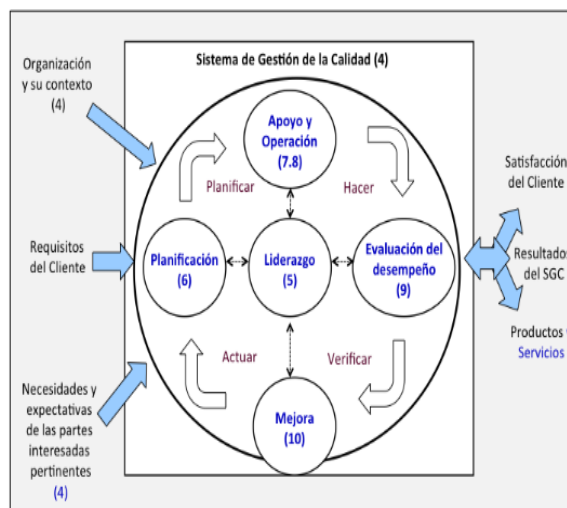 Sistema de Gestión de la Calidad (4)
Organización
y su contexto
(4)
Requisitos
del Cliente
Necesidades y
expectativas
de las partes
interesadas
pertinentes
(4)
Apoyo y
Operación
(7.8)
Planificar
Hacer
Planificación
(6)
Liderazgo
(5)
Evaluación del
desempeño
(9)
Actuar
Verificar
Mejora
(10)
Satisfacción
del Cliente
Resultados
del SGC
Productos
Servicios